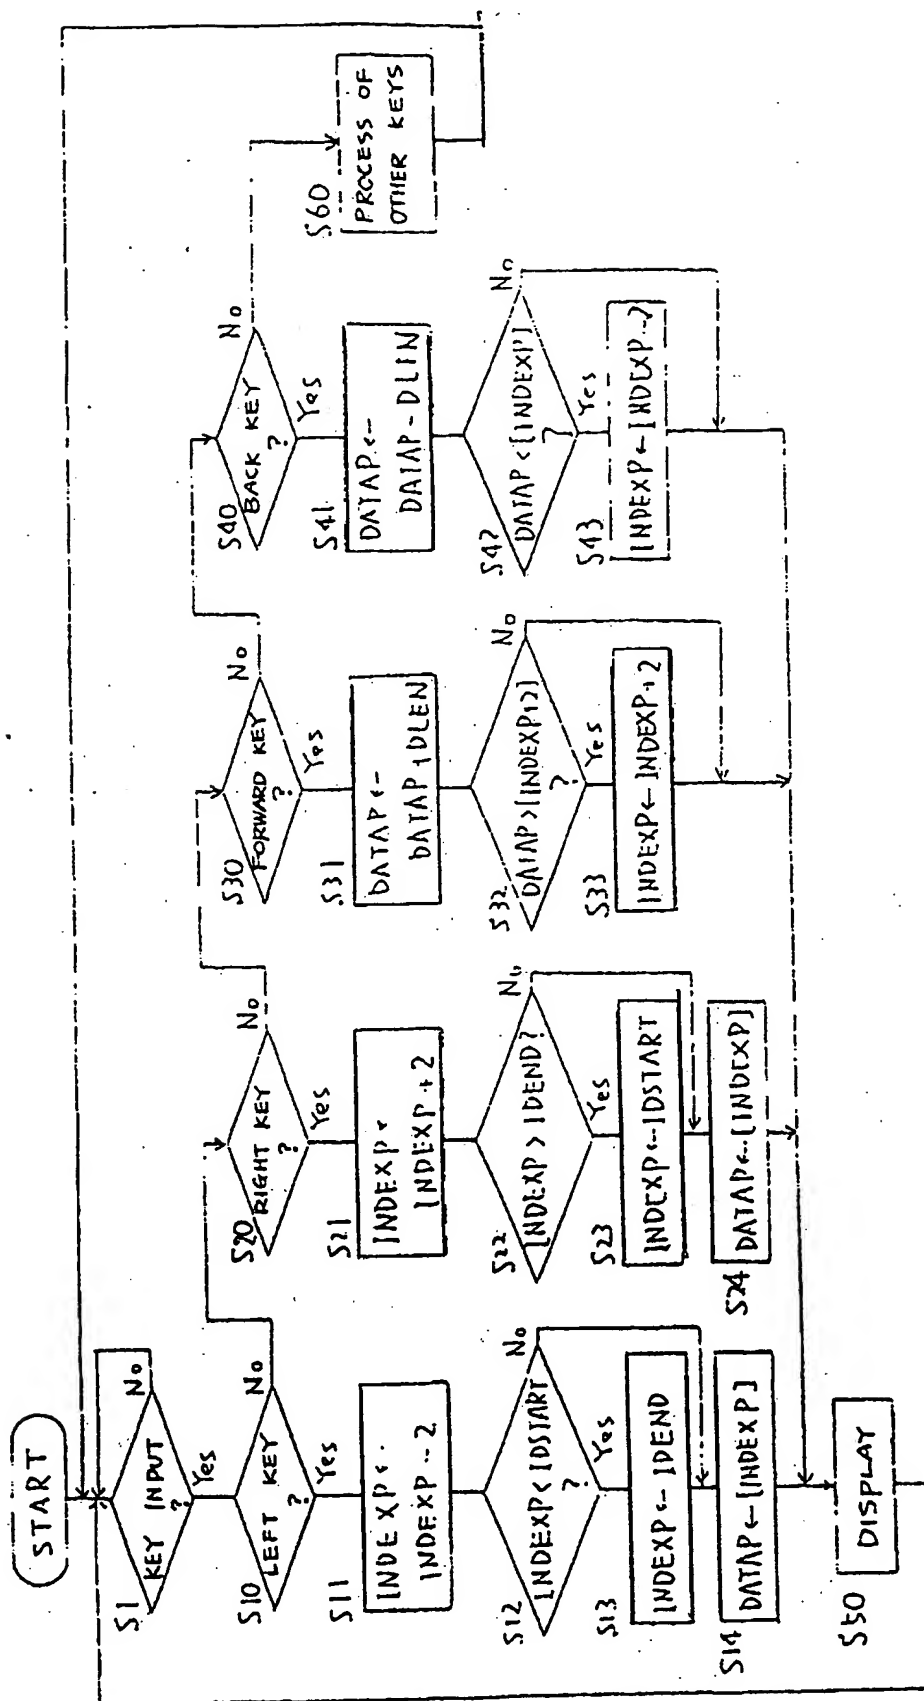 START
S1
KEY INPUT
?
No
Yes
S10
LEFT KEY
?
No
Yes
S11
INDEXP ←
INDEXP - 2
S12
INDEXP < IDSTART
?
No
Yes
S13
INDEXP ← IDEND
S14
DATAP ← [INDEXP]
S50
DISPLAY
S20
RIGHT KEY
?
No
Yes
S21
INDEXP ←
INDEXP + 2
S22
INDEXP > IDEND?
No
Yes
S23
INDEXP ← IDSTART
S24
DATAP ← [INDEXP]
S30
FORWARD KEY
?
No
Yes
S31
DATAP ←
DATAP + DLEN
S32
DATAP > [INDEXP+2]
?
No
Yes
S33
INDEXP ← INDEXP + 2
S40
BACK KEY
?
No
Yes
S41
DATAP ←
DATAP - DLIN
S42
DATAP < [INDEXP]
?
No
Yes
S43
INDEXP ← INDEXP - 2
S60
PROCESS OF
OTHER KEYS